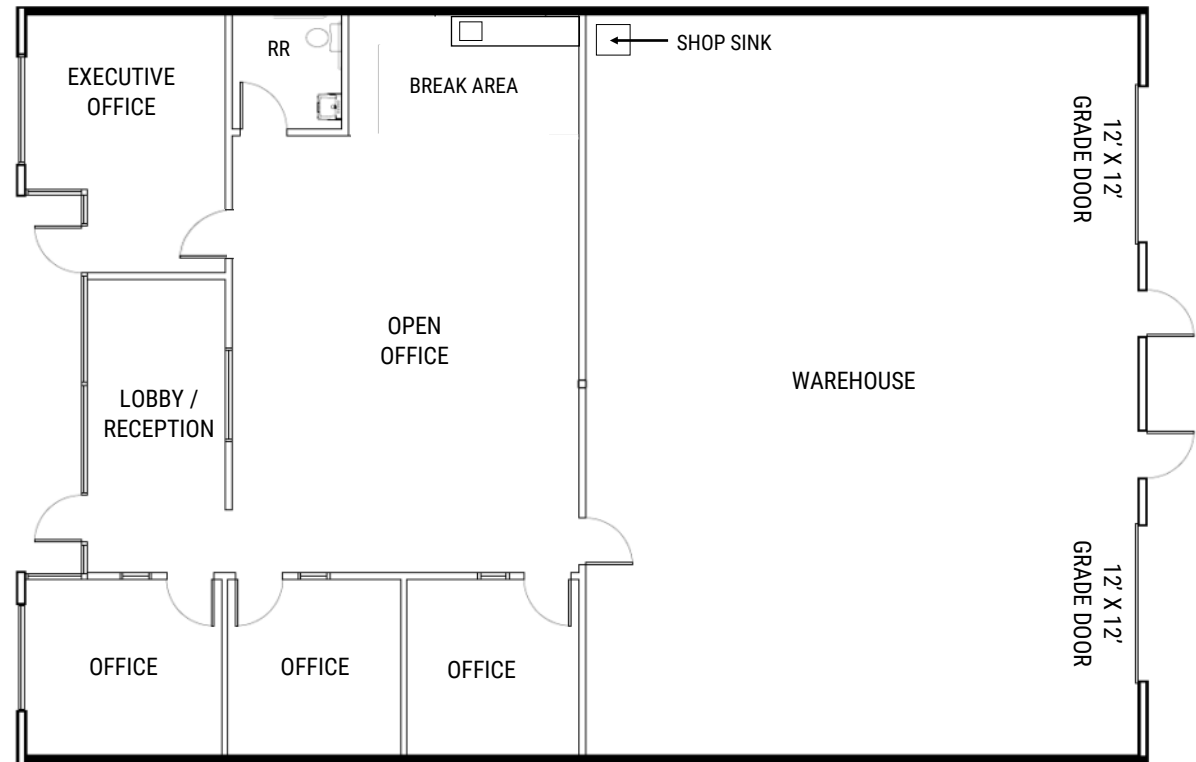 RR
SHOP SINK
EXECUTIVE
OFFICE
BREAK AREA
12' X 12'
GRADE DOOR
OPEN
OFFICE
WAREHOUSE
LOBBY /
RECEPTION
12' X 12'
GRADE DOOR
OFFICE
OFFICE
OFFICE